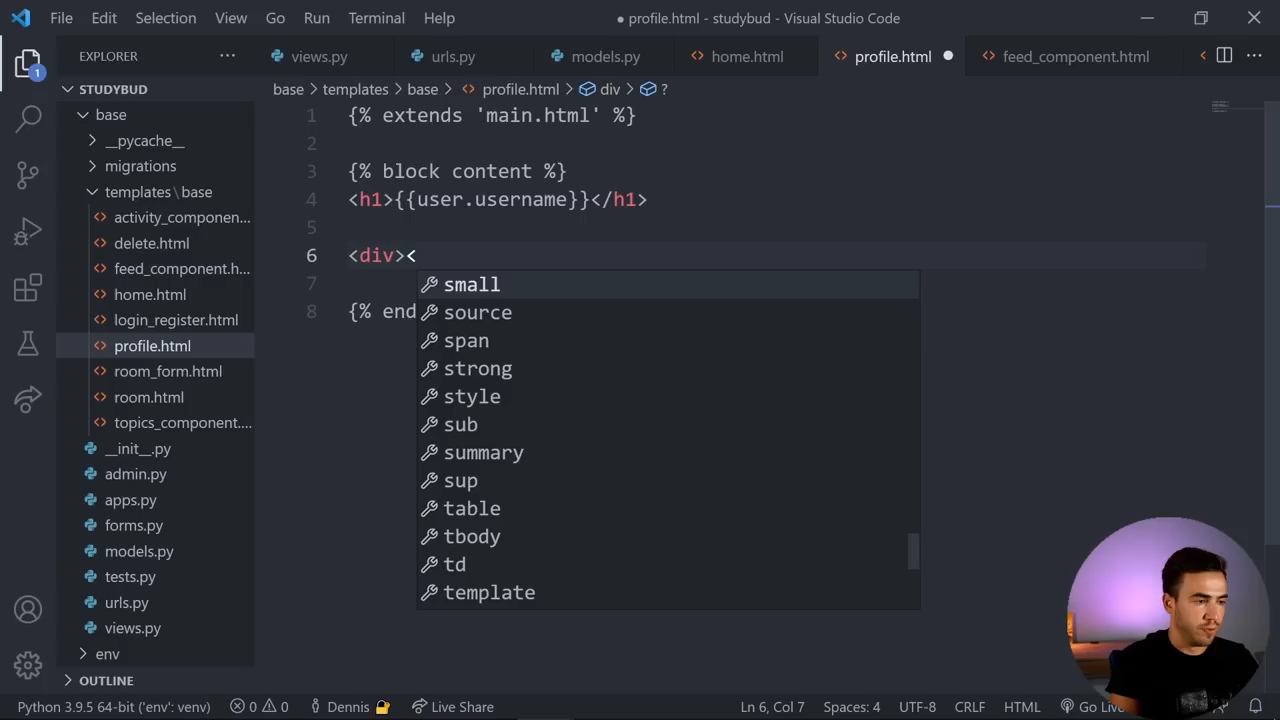 File Edit Selection View Go Run Terminal Help
● profile.html - studybud - Visual Studio Code
1
EXPLORER ...
views.py urls.py models.py home.html profile.html ● feed_component.html ...
STUDYBUD
base
__pycache__
migrations
templates\base
activity_componen...
delete.html
feed_component.h...
home.html
login_register.html
profile.html
room_form.html
room.html
topics_component....
__init__.py
admin.py
apps.py
forms.py
models.py
tests.py
urls.py
views.py
env
OUTLINE
base > templates > base > profile.html > div > ?
1 {% extends 'main.html' %}
2
3 {% block content %}
4 <h1>{{user.username}}</h1>
5
6 <div><
7
8 {% end
small
source
span
strong
style
sub
summary
sup
table
tbody
td
template
Python 3.9.5 64-bit ('env': venv) 0 0 Dennis Live Share Ln 6, Col 7 Spaces: 4 UTF-8 CRLF HTML Go Liv